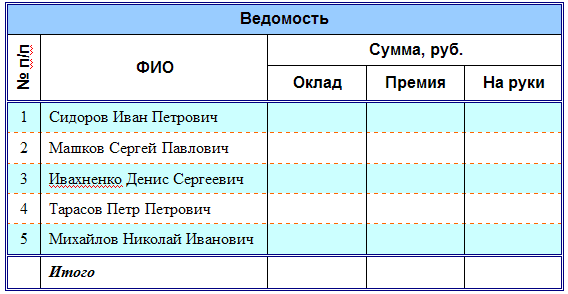 Ведомость
№ п/п
ФИО
Сумма, руб.
Оклад Премия На руки
1 Сидоров Иван Петрович
2 Машков Сергей Павлович
3 Ивахненко Денис Сергеевич
4 Тарасов Петр Петрович
5 Михайлов Николай Иванович
Итого